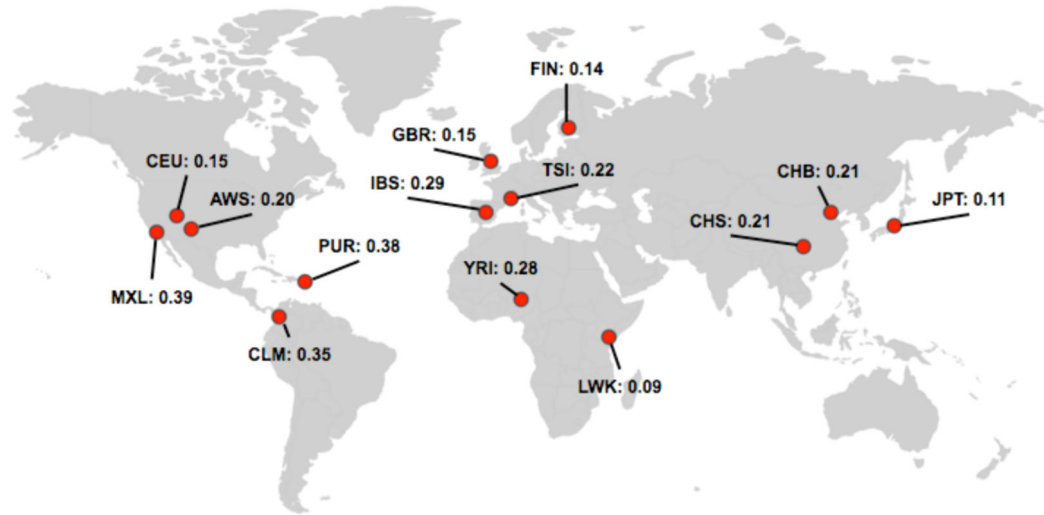 FIN: 0.14
GBR: 0.15
CEU: 0.15
TSI: 0.22
CHB: 0.21
IBS: 0.29
AWS: 0.20
JPT: 0.11
CHS: 0.21
PUR: 0.38
YRI: 0.28
MXL: 0.39
CLM: 0.35
LWK: 0.09